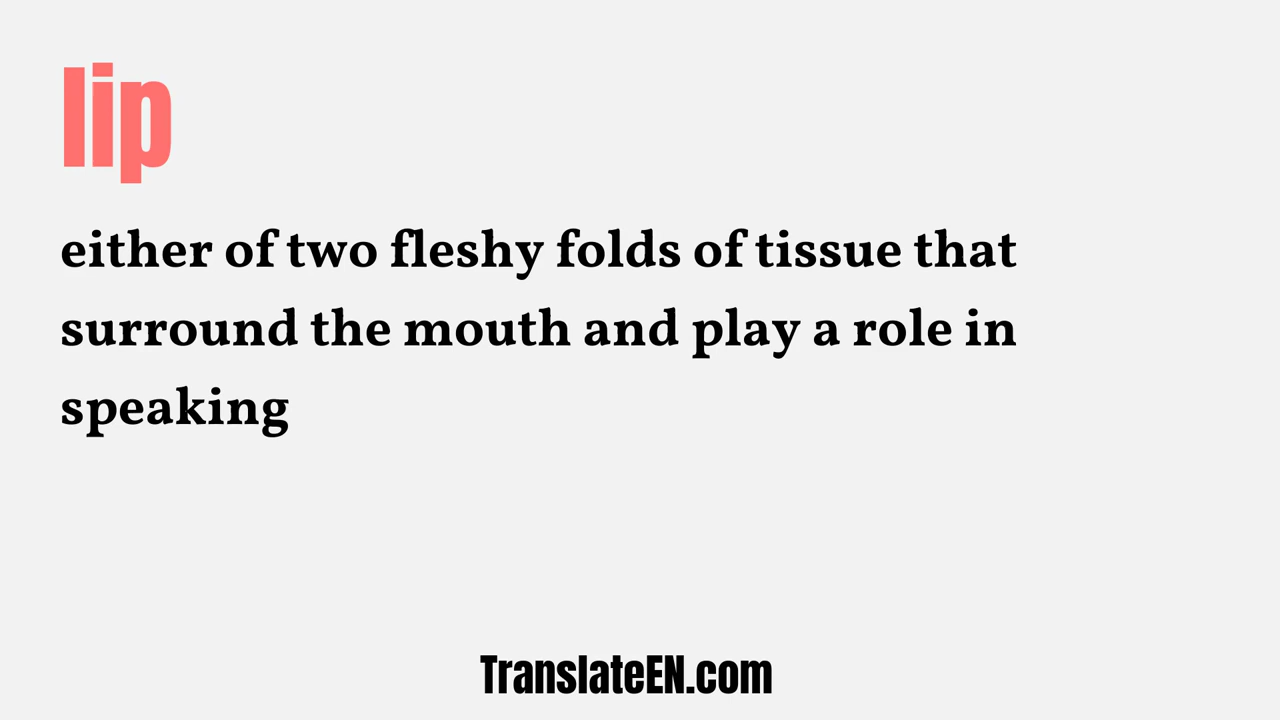 lip
either of two fleshy folds of tissue that
surround the mouth and play a role in
speaking
TranslateEN.com